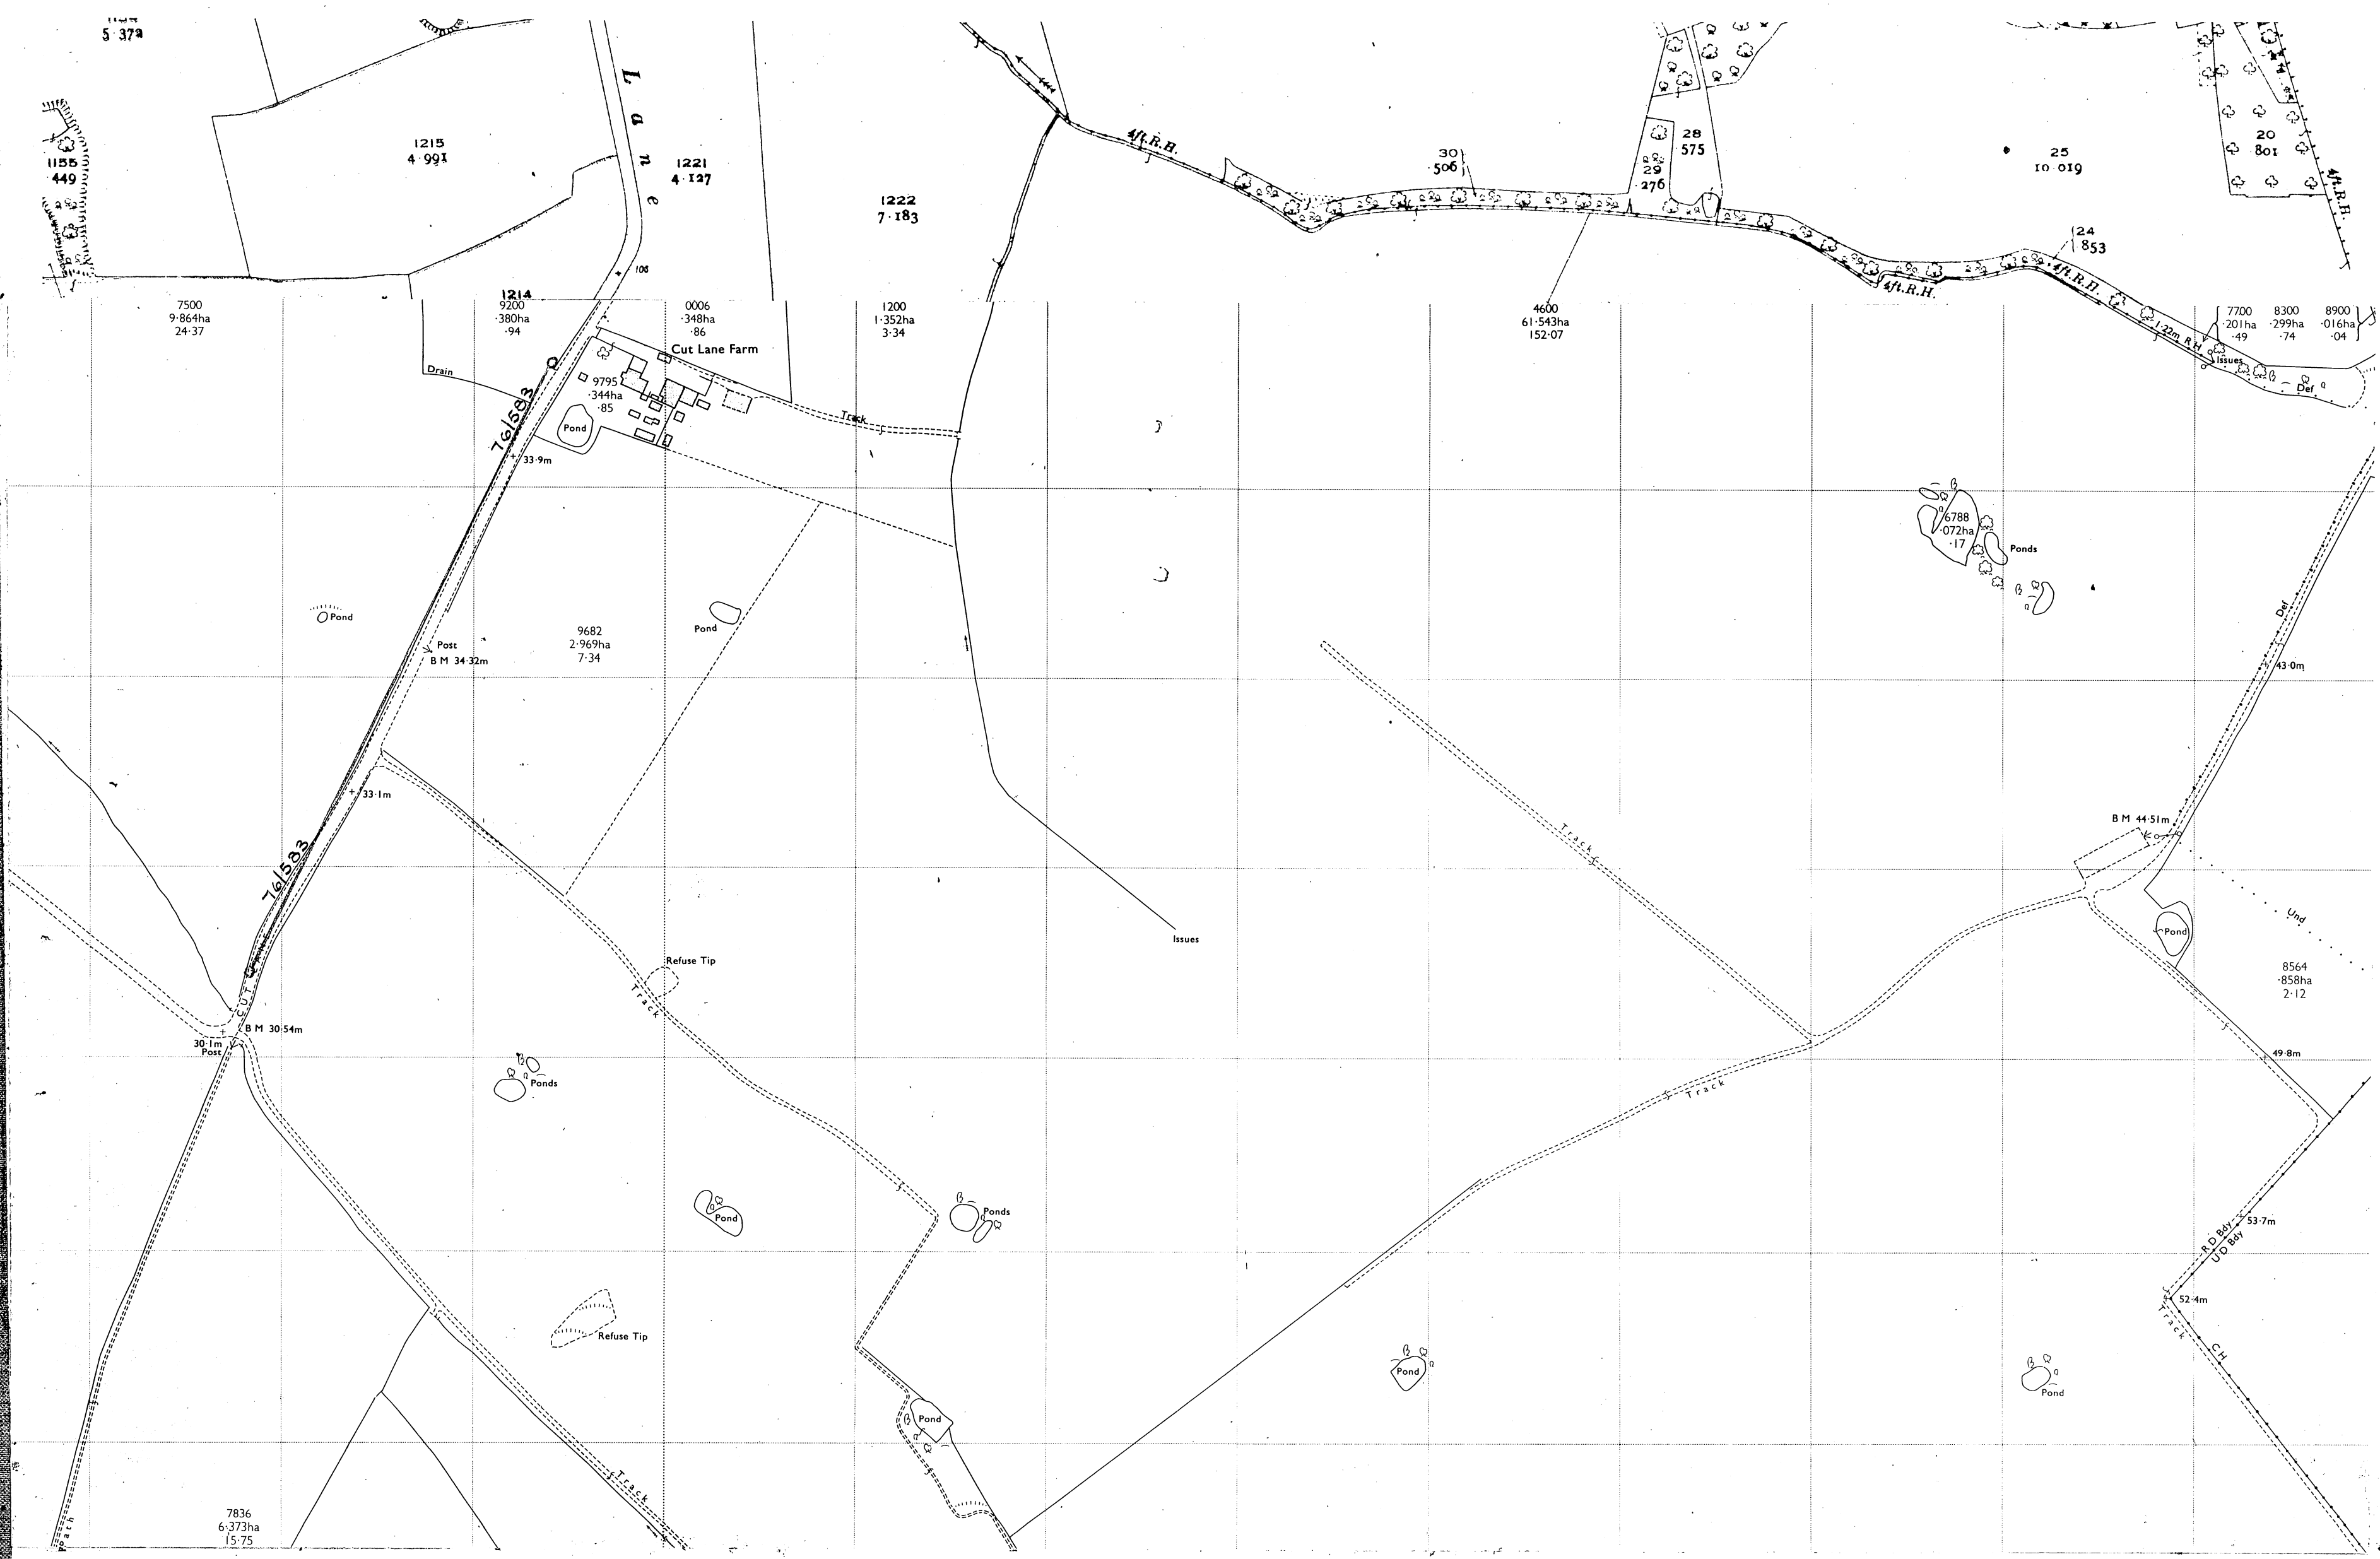 5·372
1215
4·991
Lane
1155
·449
1221
4·127
1222
7·183
4ft.R.H.
30
·506
28
·575
29
·276
25
10·019
20
·801
4ft.R.H.
24
·853
106
4ft.R.H.
4ft.R.H.
1214
7500
9·864ha
24·37
9200
·380ha
·94
0006
·348ha
·86
1200
1·352ha
3·34
4600
61·543ha
152·07
7700
·201ha
·49
8300
·299ha
·74
8900
·016ha
·04
1·22m RH
Issues
Def
Cut Lane Farm
Drain
9795
·344ha
·85
Pond
Track
761583
33·9m
6788
·072ha
·17
Ponds
Pond
Pond
9682
2·969ha
7·34
Post
B M 34·32m
Def
43·0m
33·1m
B M 44·51m
Track
761583
Und
Pond
Issues
Refuse Tip
Track
8564
·858ha
2·12
CUT LANE
B M 30·54m
30·1m
Post
49·8m
Ponds
Track
Pond
Ponds
53·7m
R D Bdy
U D Bdy
52·4m
Track
Refuse Tip
CH
Pond
Pond
Pond
Track
7836
6·373ha
15·75
Path